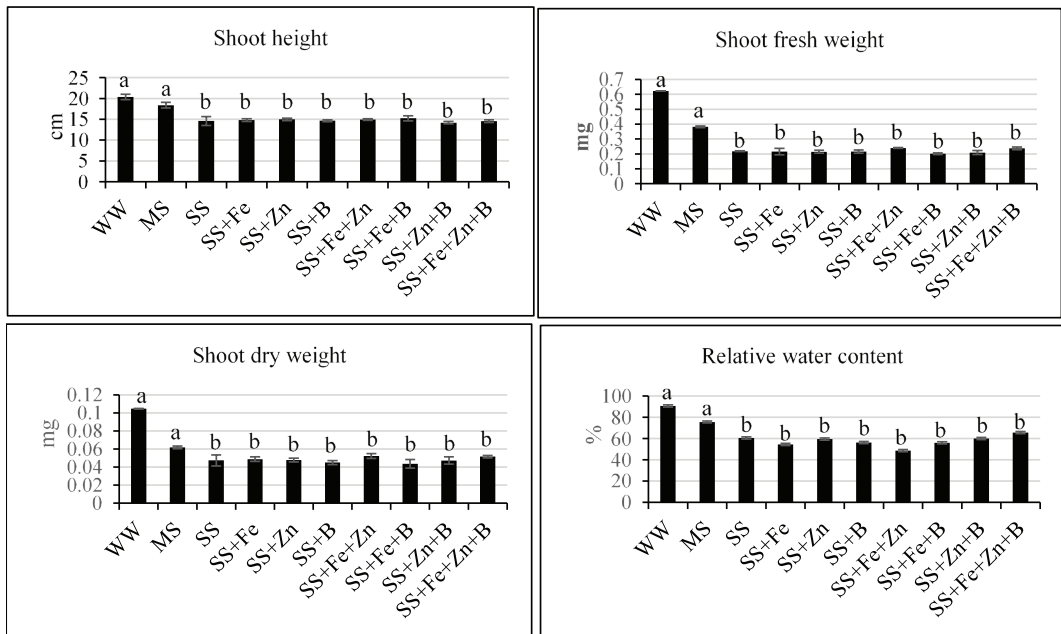 Shoot height
25
20
15
10
5
0
cm
a a b b b b b b b b
WW MS SS SS+Fe SS+Zn SS+B SS+Fe+Zn SS+Fe+B SS+Zn+B SS+Fe+Zn+B
Shoot fresh weight
0.7
0.6
0.5
0.4
0.3
0.2
0.1
0
mg
a a b b b b b b b b
WW MS SS SS+Fe SS+Zn SS+B SS+Fe+Zn SS+Fe+B SS+Zn+B SS+Fe+Zn+B
Shoot dry weight
0.12
0.1
0.08
0.06
0.04
0.02
0
mg
a a b b b b b b b b
WW MS SS SS+Fe SS+Zn SS+B SS+Fe+Zn SS+Fe+B SS+Zn+B SS+Fe+Zn+B
Relative water content
100
80
60
40
20
0
%
a a b b b b b b b b
WW MS SS SS+Fe SS+Zn SS+B SS+Fe+Zn SS+Fe+B SS+Zn+B SS+Fe+Zn+B